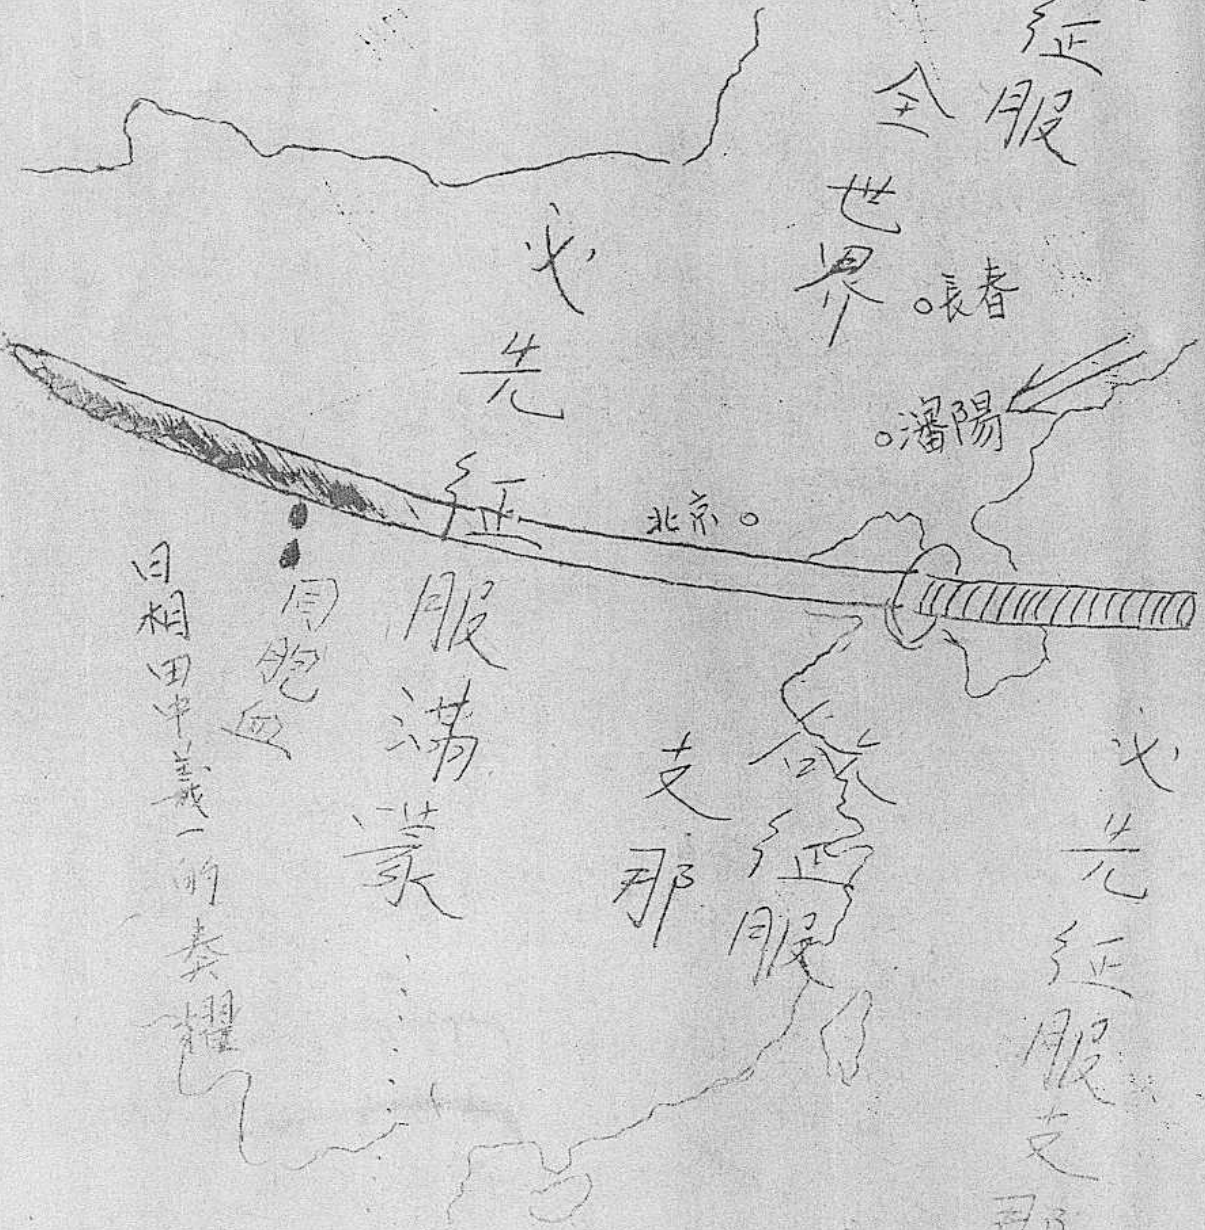 征服
全世界
必先征服支那
欲征服
支那
必先征服滿蒙......
長春
瀋陽
北京
同胞血
日相田中義一的奏